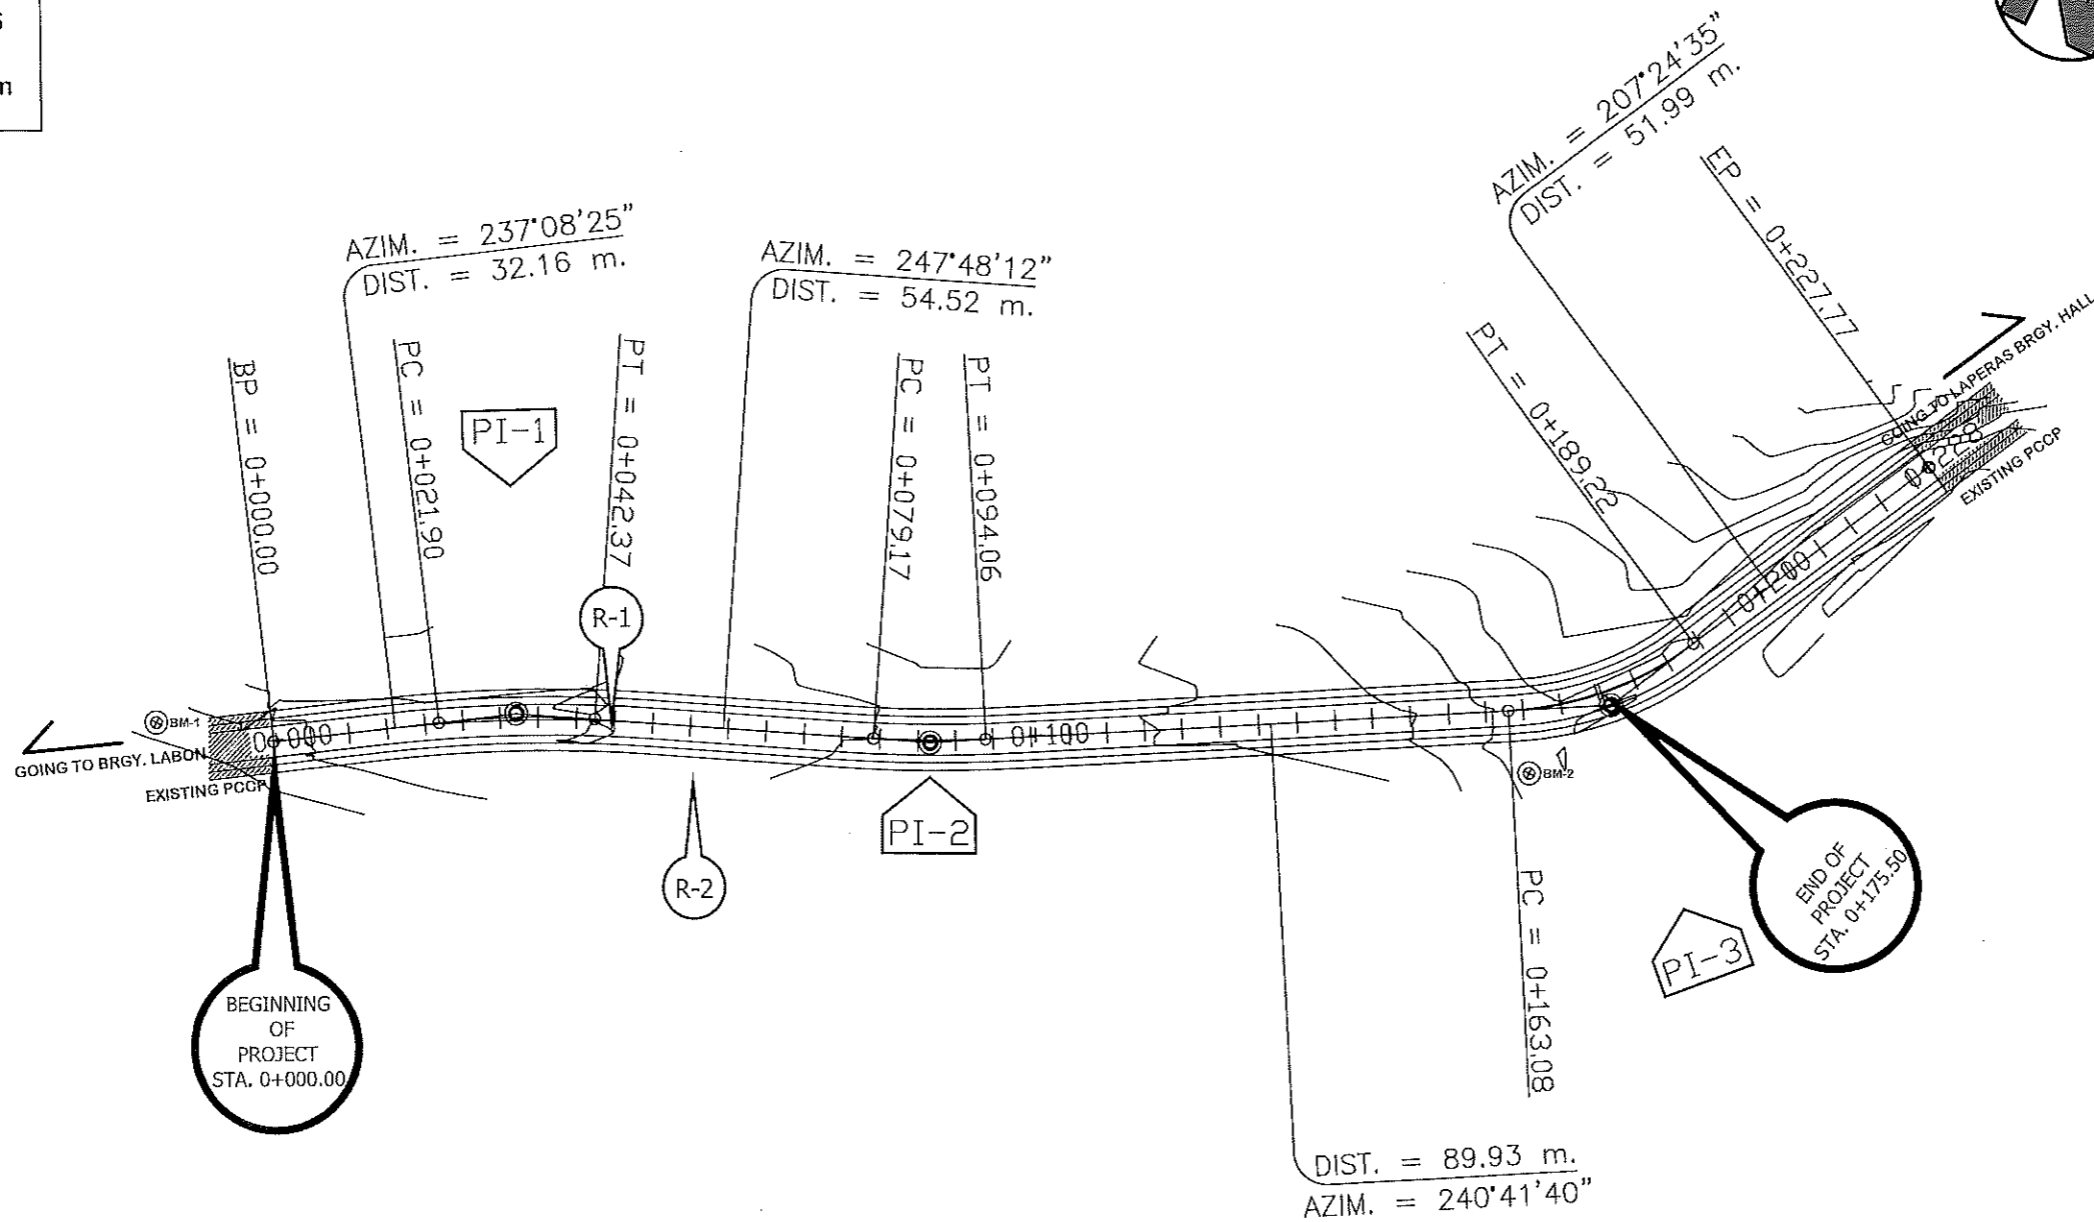 AZIM. = 237°08'25"
DIST. = 32.16 m.
AZIM. = 247°48'12"
DIST. = 54.52 m.
AZIM. = 207°24'35"
DIST. = 51.99 m.
BP = 0+000.00
PC = 0+021.90
PI-1
PT = 0+042.37
PC = 0+079.17
PT = 0+094.06
PT = 0+189.22
EP = 0+227.77
GOING TO LAPERAS BRGY. HALL
EXISTING PCCP
R-1
BM-1
0+000
0+100
0+200
GOING TO BRGY. LABON
EXISTING PCCP
BM-2
PI-2
R-2
PC = 0+163.08
PI-3
END OF
PROJECT
STA. 0+175.50
BEGINNING
OF
PROJECT
STA. 0+000.00
DIST. = 89.93 m.
AZIM. = 240°41'40"